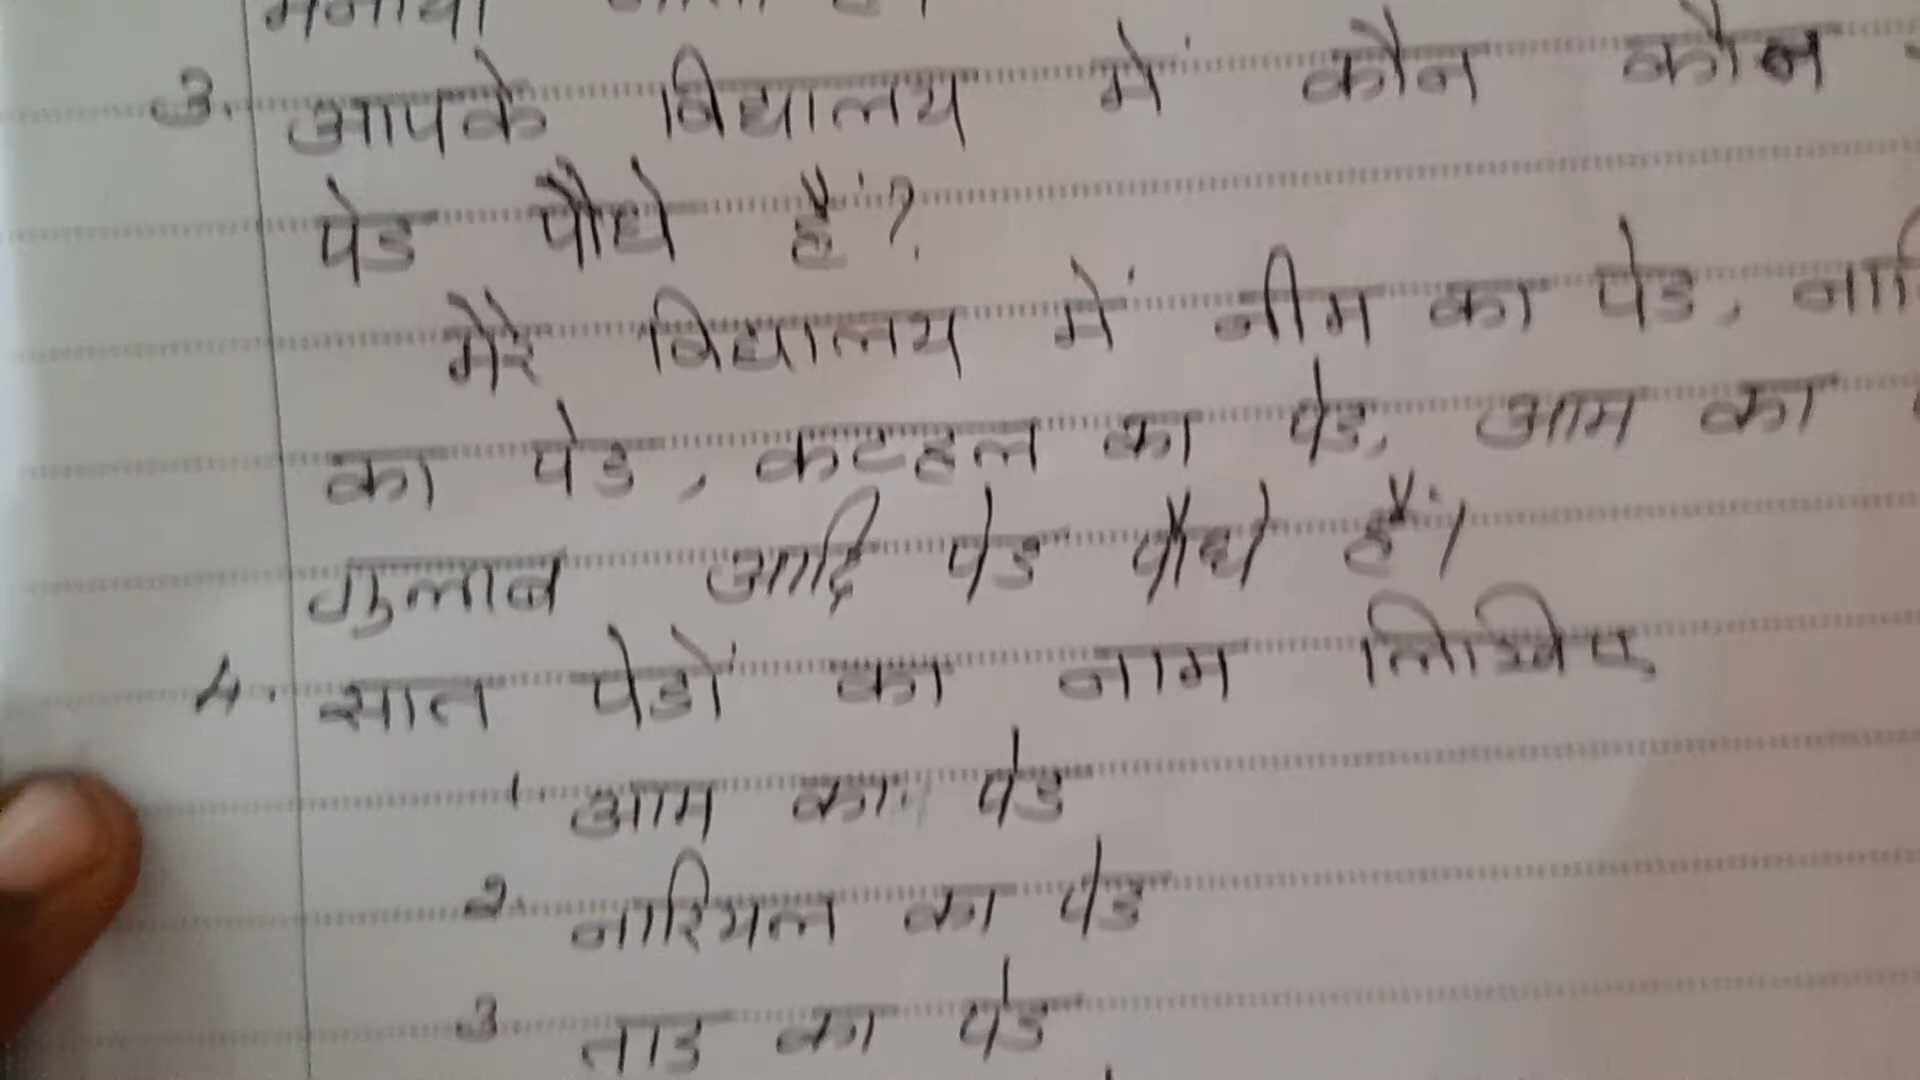 3. आपके विद्यालय में कौन कौन
पेड पौधे हैं?
मेरे विद्यालय में नीम का पेड,
का पेड, कटहल का पेड, आम का
गुलाब आदि पेड पौधे हैं।
4. सात पेडों का नाम लिखिए
1. आम का पेड
2. नारियल का पेड
3 ताड का पेड